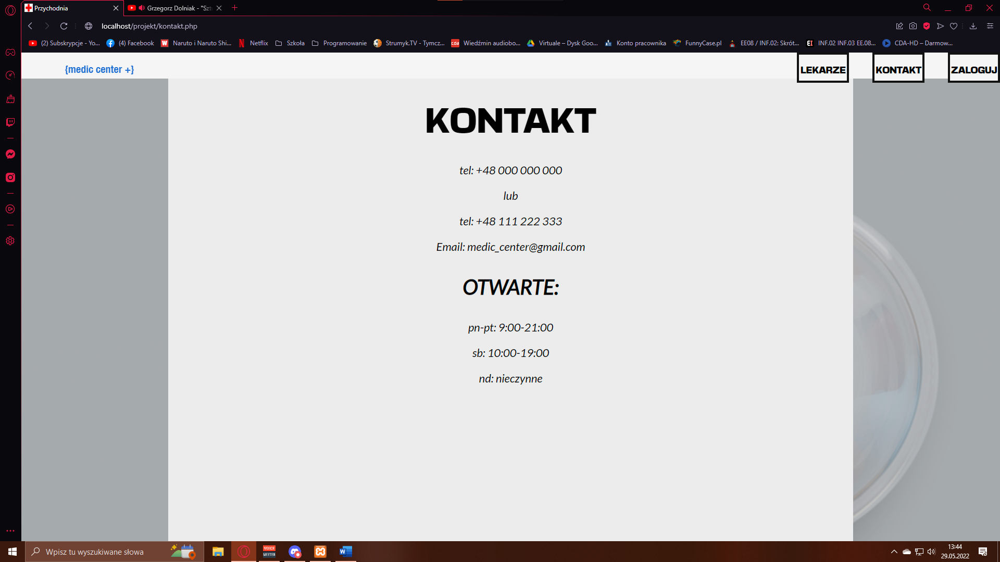 Przychodnia
Grzegorz Dolniak - "Szt
localhost/projekt/kontakt.php
(2) Subskrypcje - Yo...
(4) Facebook
Naruto i Naruto Shi...
Netflix
Szkoła
Programowanie
Strumyk.TV - Tymcz...
cda
Wiedźmin audiobo...
Virtuale – Dysk Goo...
Konto pracownika
FunnyCase.pl
EE08 / INF.02: Skrót...
EI
INF.02 INF.03 EE.08...
CDA-HD – Darmow...
{medic center +}
LEKARZE
KONTAKT
ZALOGUJ
KONTAKT
tel: +48 000 000 000
lub
tel: +48 111 222 333
Email: medic_center@gmail.com
OTWARTE:
pn-pt: 9:00-21:00
sb: 10:00-19:00
nd: nieczynne
Wpisz tu wyszukiwane słowa
VOICE
MEETER
13:44
29.05.2022